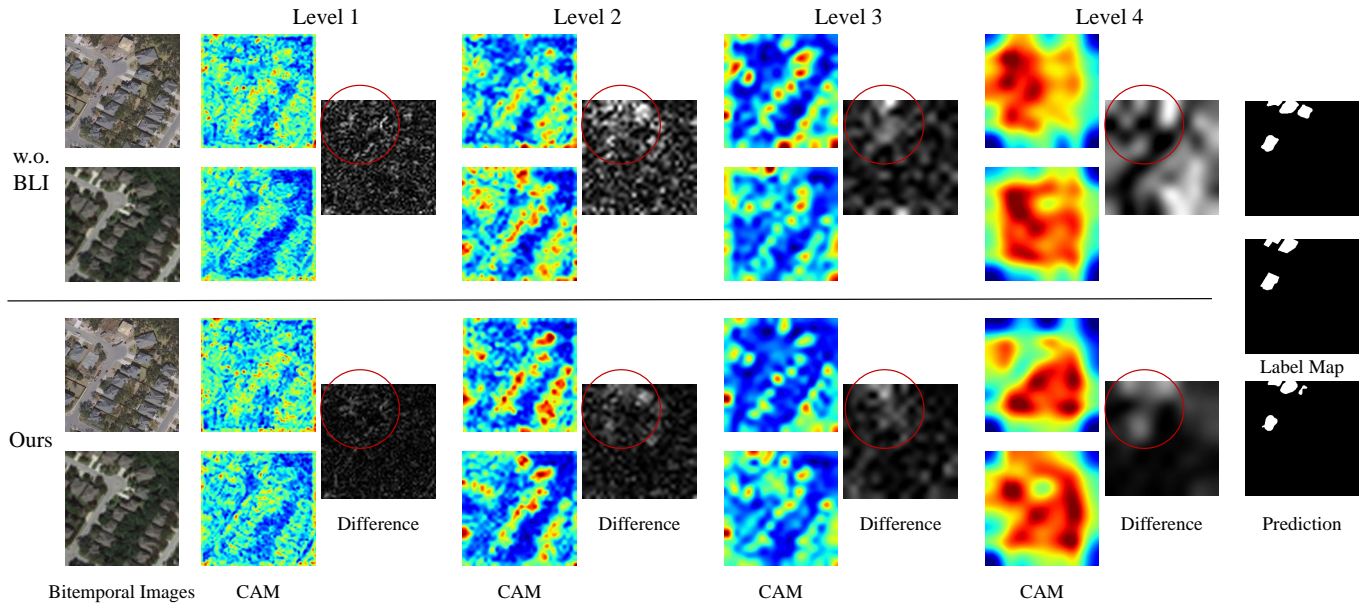 Level 1
Level 2
Level 3
Level 4
w.o.
BLI
Label Map
Ours
Difference
Difference
Difference
Difference
Prediction
Bitemporal Images
CAM
CAM
CAM
CAM